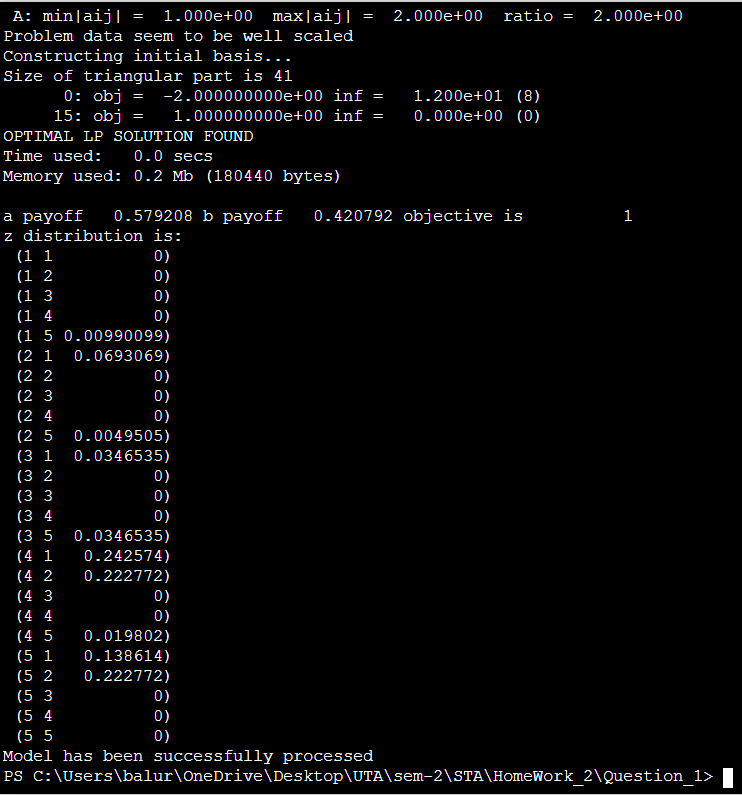 A: min|aij| =  1.000e+00  max|aij| =  2.000e+00  ratio =  2.000e+00
Problem data seem to be well scaled
Constructing initial basis...
Size of triangular part is 41
      0: obj =  -2.000000000e+00 inf =   1.200e+01 (8)
     15: obj =   1.000000000e+00 inf =   0.000e+00 (0)
OPTIMAL LP SOLUTION FOUND
Time used:   0.0 secs
Memory used: 0.2 Mb (180440 bytes)
a payoff   0.579208 b payoff   0.420792 objective is          1
z distribution is:
 (1 1          0)
 (1 2          0)
 (1 3          0)
 (1 4          0)
 (1 5 0.00990099)
 (2 1  0.0693069)
 (2 2          0)
 (2 3          0)
 (2 4          0)
 (2 5  0.0049505)
 (3 1  0.0346535)
 (3 2          0)
 (3 3          0)
 (3 4          0)
 (3 5  0.0346535)
 (4 1   0.242574)
 (4 2   0.222772)
 (4 3          0)
 (4 4          0)
 (4 5   0.019802)
 (5 1   0.138614)
 (5 2   0.222772)
 (5 3          0)
 (5 4          0)
 (5 5          0)
Model has been successfully processed
PS C:\Users\balur\OneDrive\Desktop\UTA\sem-2\STA\HomeWork_2\Question_1>